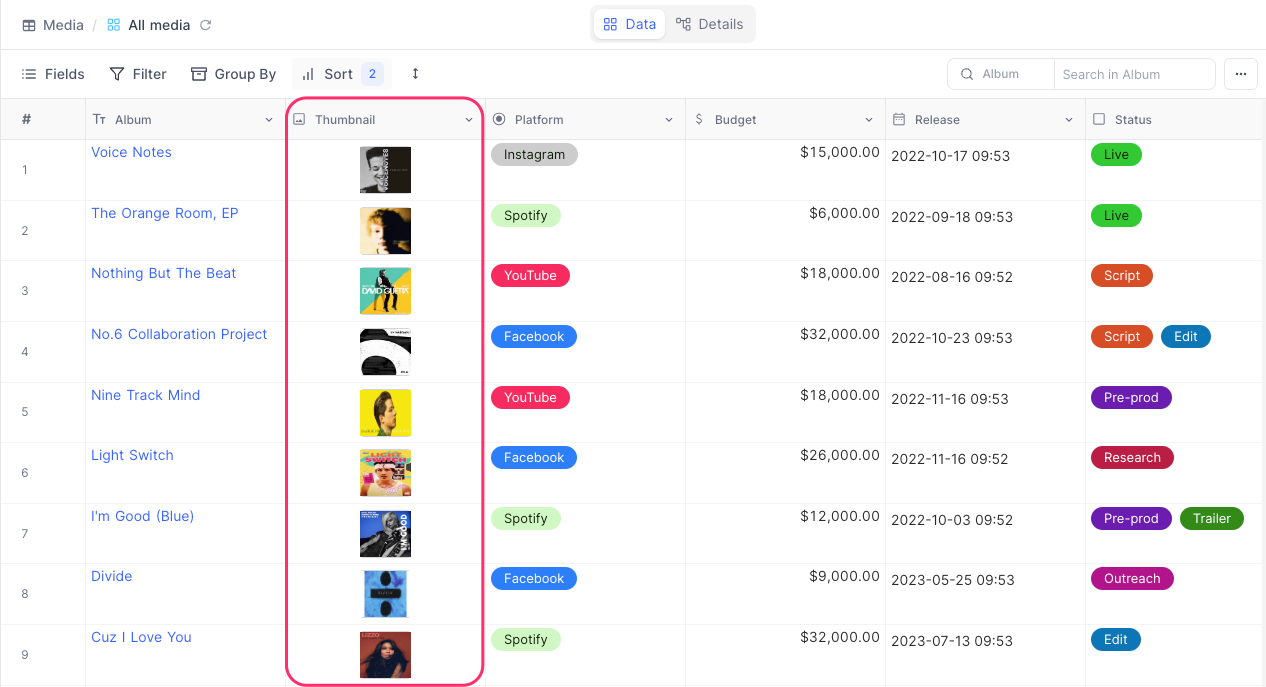 Media / All media
Data Details
Fields Filter Group By Sort 2
Album Search in Album
# Album Thumbnail Platform $ Budget Release Status
1 Voice Notes VOICENOTES Instagram $15,000.00 2022-10-17 09:53 Live
2 The Orange Room, EP Spotify $6,000.00 2022-09-18 09:53 Live
3 Nothing But The Beat DAVID GUETTA YouTube $18,000.00 2022-08-16 09:52 Script
4 No.6 Collaboration Project Facebook $32,000.00 2022-10-23 09:53 Script Edit
5 Nine Track Mind YouTube $18,000.00 2022-11-16 09:53 Pre-prod
6 Light Switch LIGHT SWITCH Facebook $26,000.00 2022-11-16 09:52 Research
7 I'm Good (Blue) I'M GOOD Spotify $12,000.00 2022-10-03 09:52 Pre-prod Trailer
8 Divide Facebook $9,000.00 2023-05-25 09:53 Outreach
9 Cuz I Love You LIZZO Spotify $32,000.00 2023-07-13 09:53 Edit